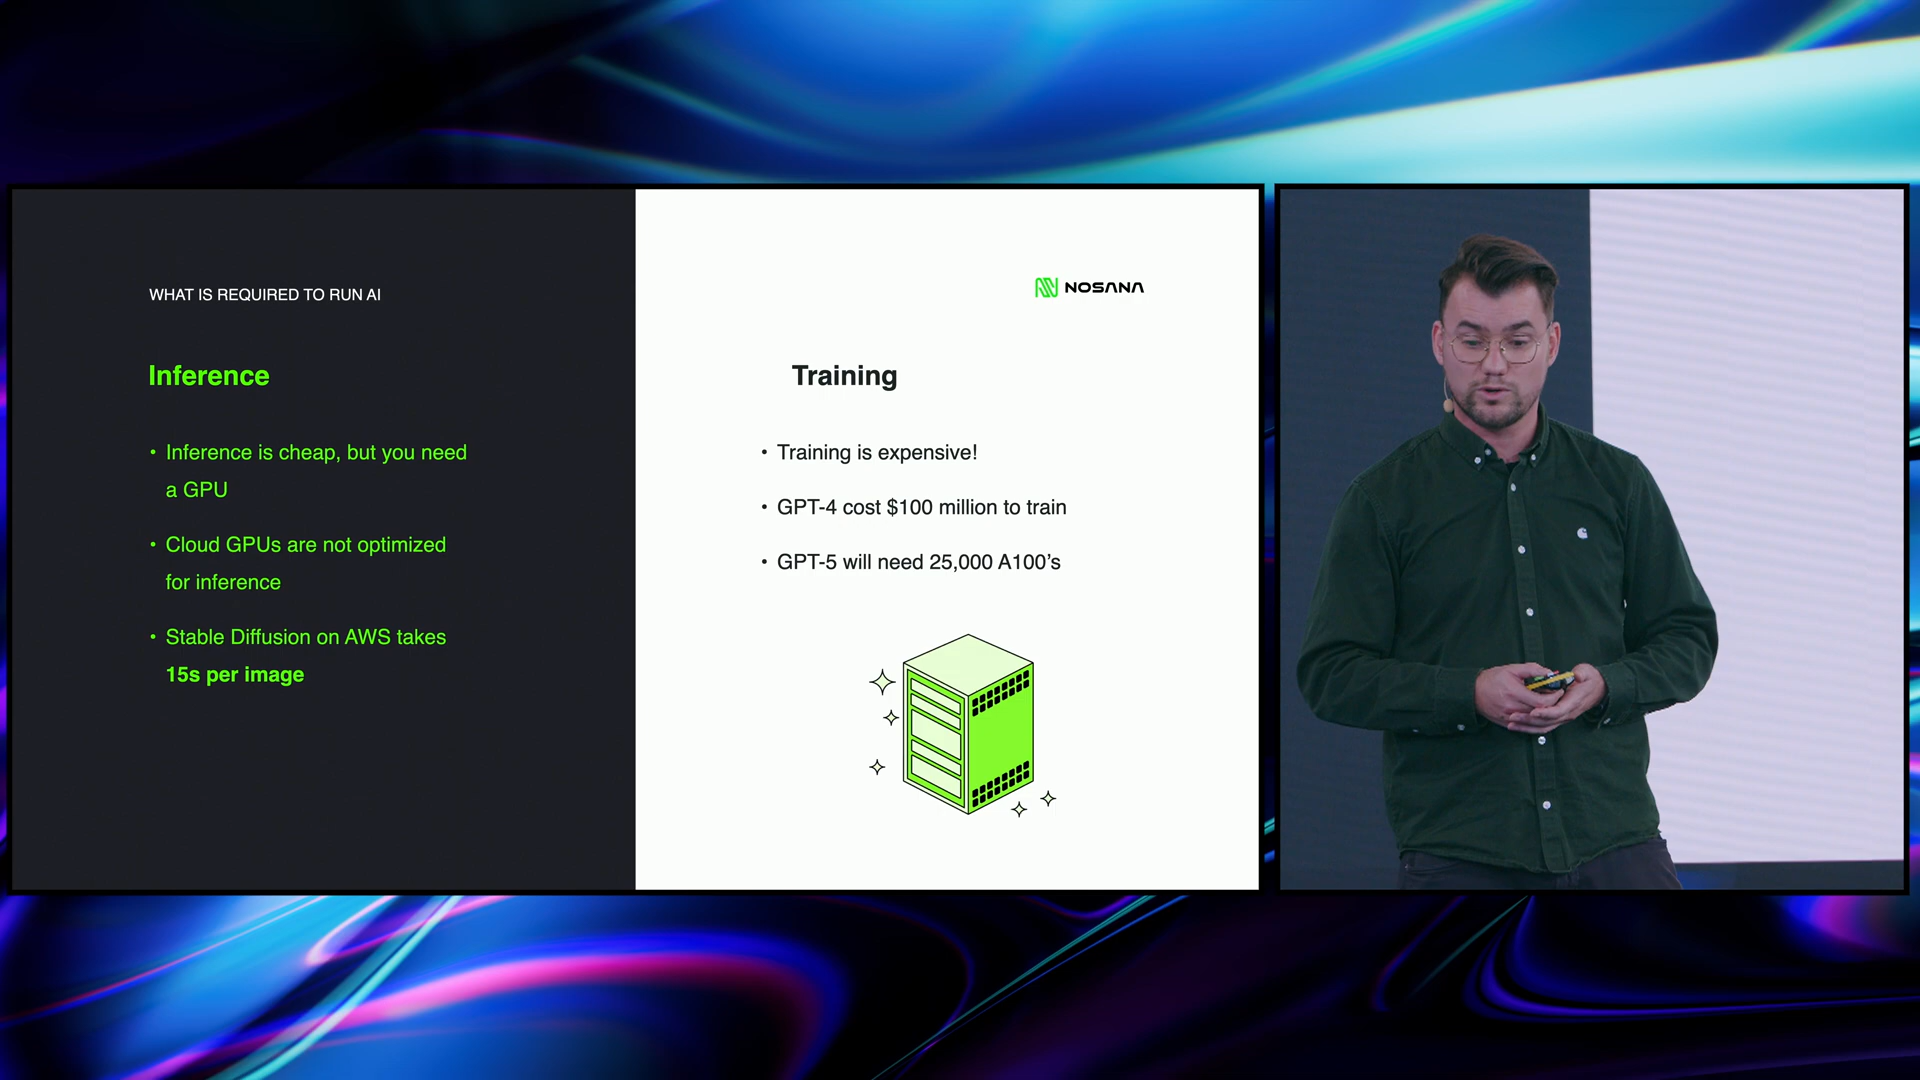 WHAT IS REQUIRED TO RUN AI
Inference
• Inference is cheap, but you need
a GPU
• Cloud GPUs are not optimized
for inference
• Stable Diffusion on AWS takes
15s per image
NOSANA
Training
• Training is expensive!
• GPT-4 cost $100 million to train
• GPT-5 will need 25,000 A100’s